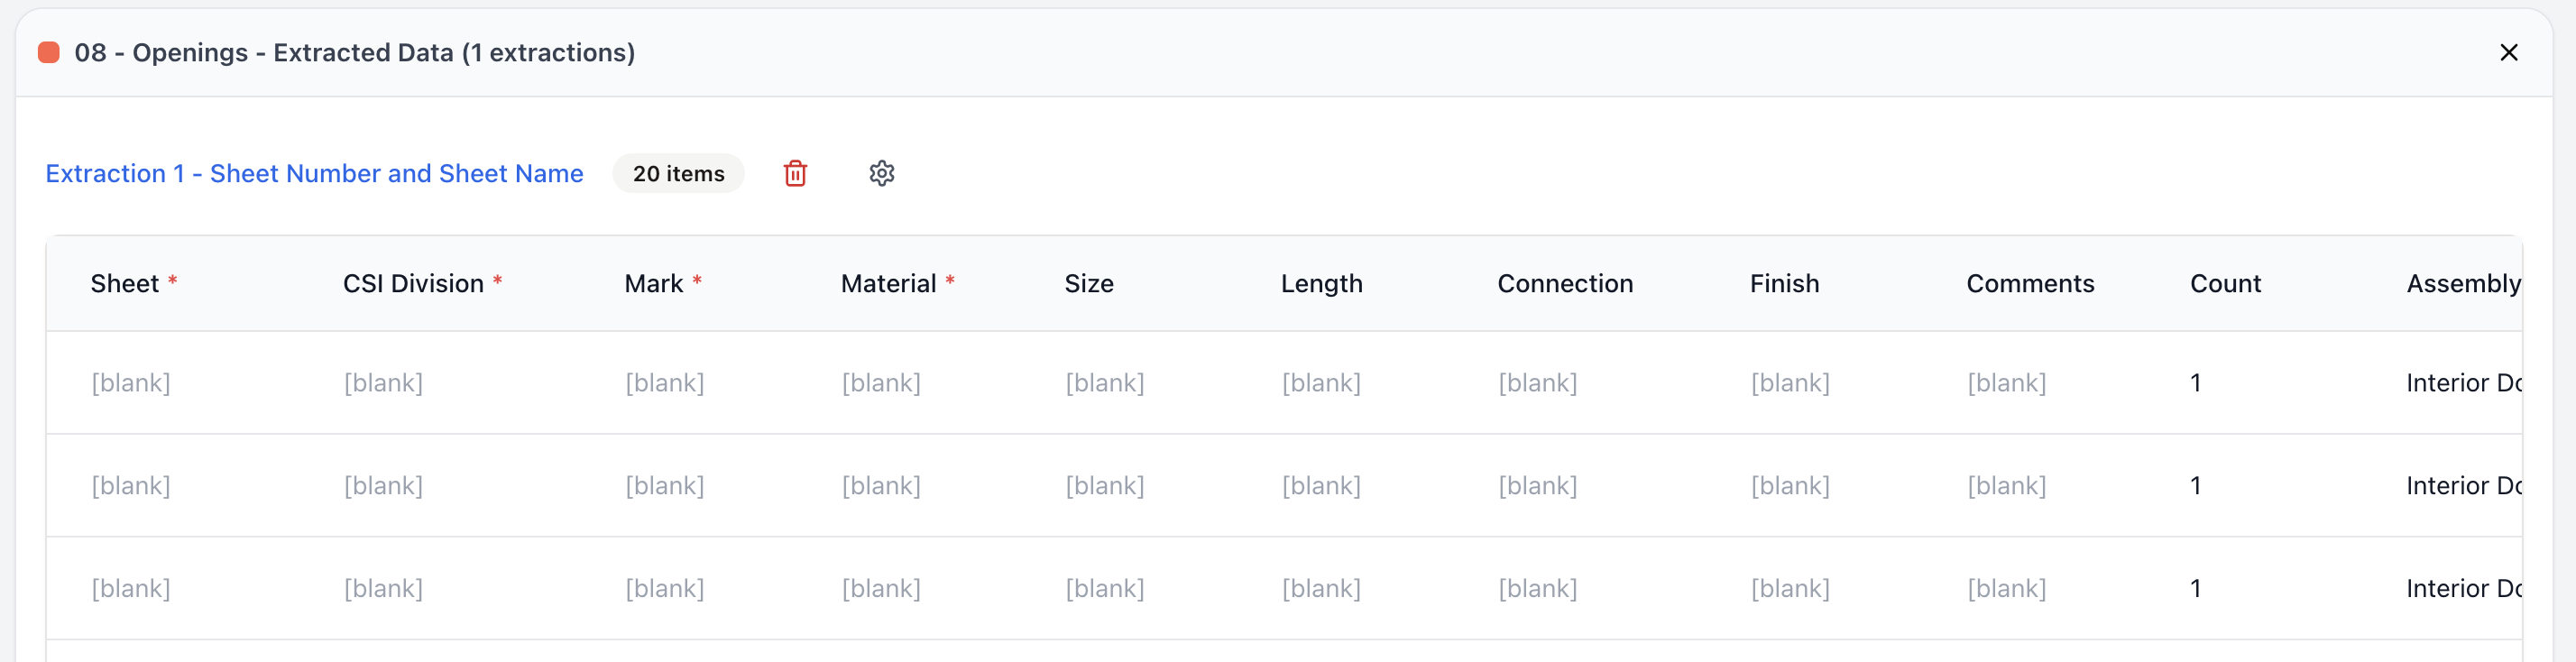 08 - Openings - Extracted Data (1 extractions)
Extraction 1 - Sheet Number and Sheet Name 20 items
Sheet * CSI Division * Mark * Material * Size Length Connection Finish Comments Count Assembly
[blank] [blank] [blank] [blank] [blank] [blank] [blank] [blank] [blank] 1 Interior Do
[blank] [blank] [blank] [blank] [blank] [blank] [blank] [blank] [blank] 1 Interior Do
[blank] [blank] [blank] [blank] [blank] [blank] [blank] [blank] [blank] 1 Interior Do